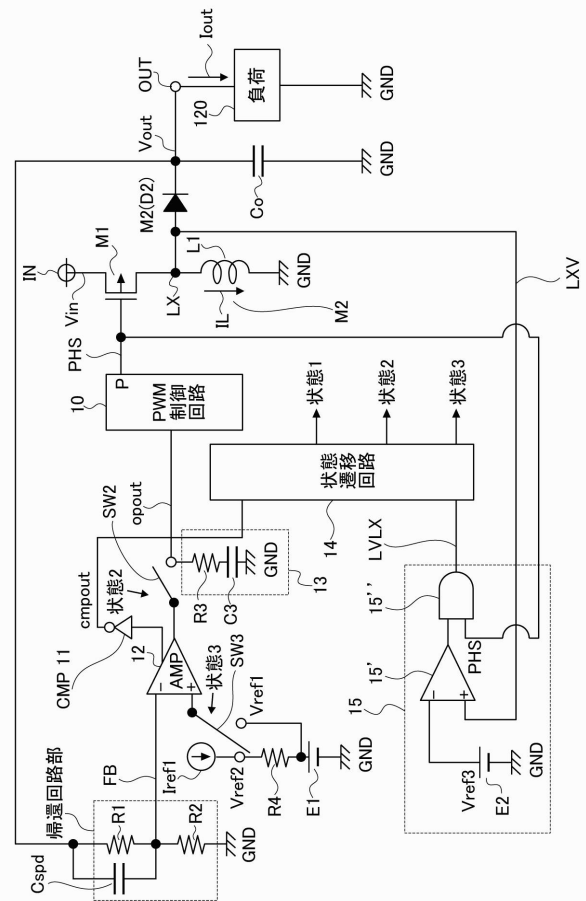 帰還回路部
Cspd
R1
R2
GND
FB
CMP 11
cmpout
状態2
SW2
opout
12
AMP
−
+
状態3
SW3
Iref1
Vref2
Vref1
R4
E1
GND
R3
C3
GND
13
10
PWM
制御
回路
P
PHS
IN
Vin
M1
LX
IL
L1
GND
M2
M2(D2)
Vout
OUT
Iout
120
負荷
GND
Co
GND
状態
遷移
回路
14
状態1
状態2
状態3
LVLX
LXV
15
15'
15''
PHS
−
+
Vref3
E2
GND